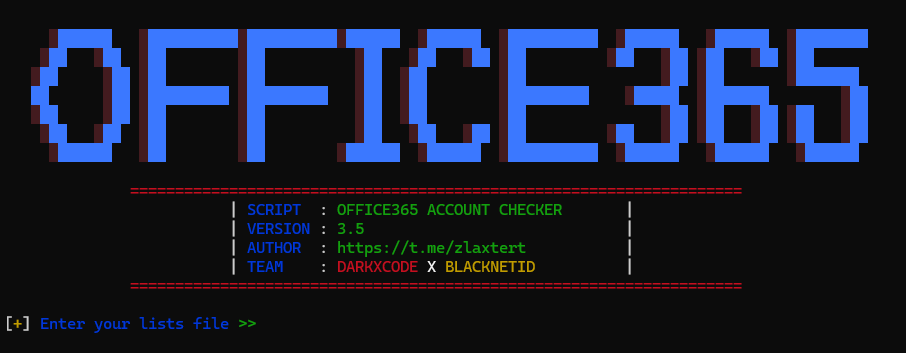 OFFICE365
SCRIPT : OFFICE365 ACCOUNT CHECKER
VERSION : 3.5
AUTHOR : https://t.me/zlaxtert
TEAM : DARKXCODE X BLACKNETID
[+] Enter your lists file >>